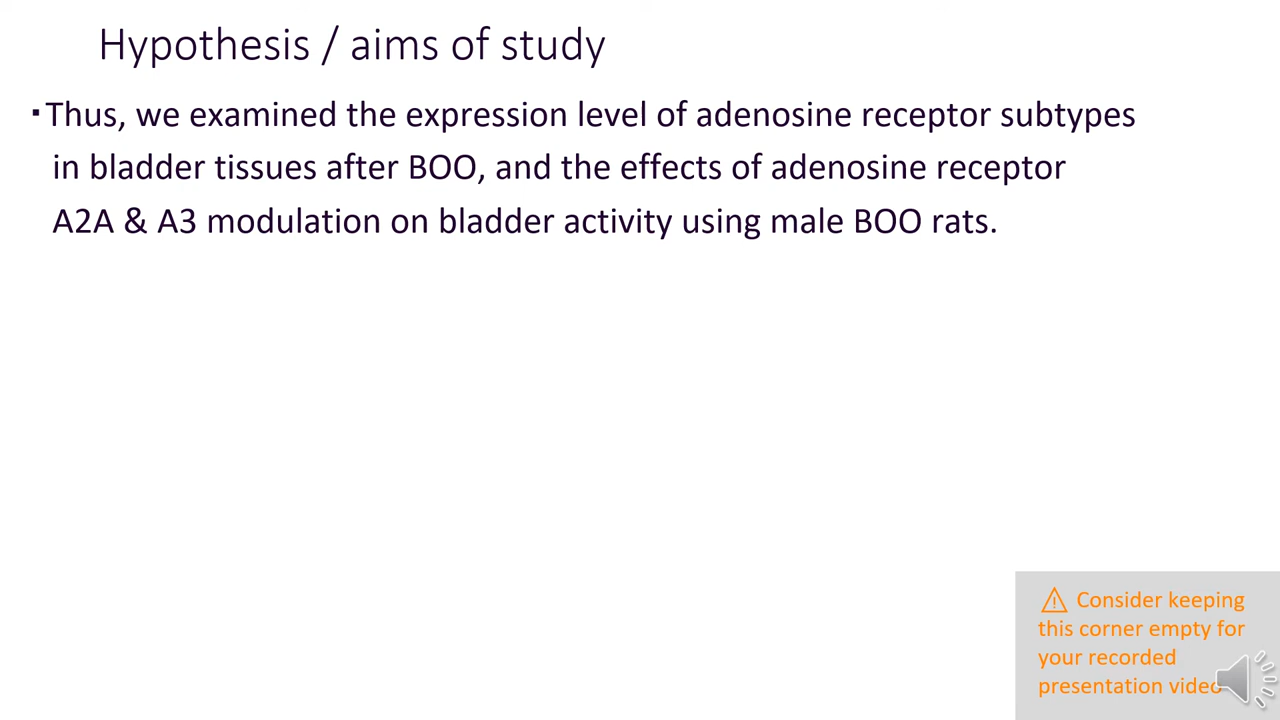 Hypothesis / aims of study
▪Thus, we examined the expression level of adenosine receptor subtypes
in bladder tissues after BOO, and the effects of adenosine receptor
A2A & A3 modulation on bladder activity using male BOO rats.
⚠ Consider keeping
this corner empty for
your recorded
presentation video